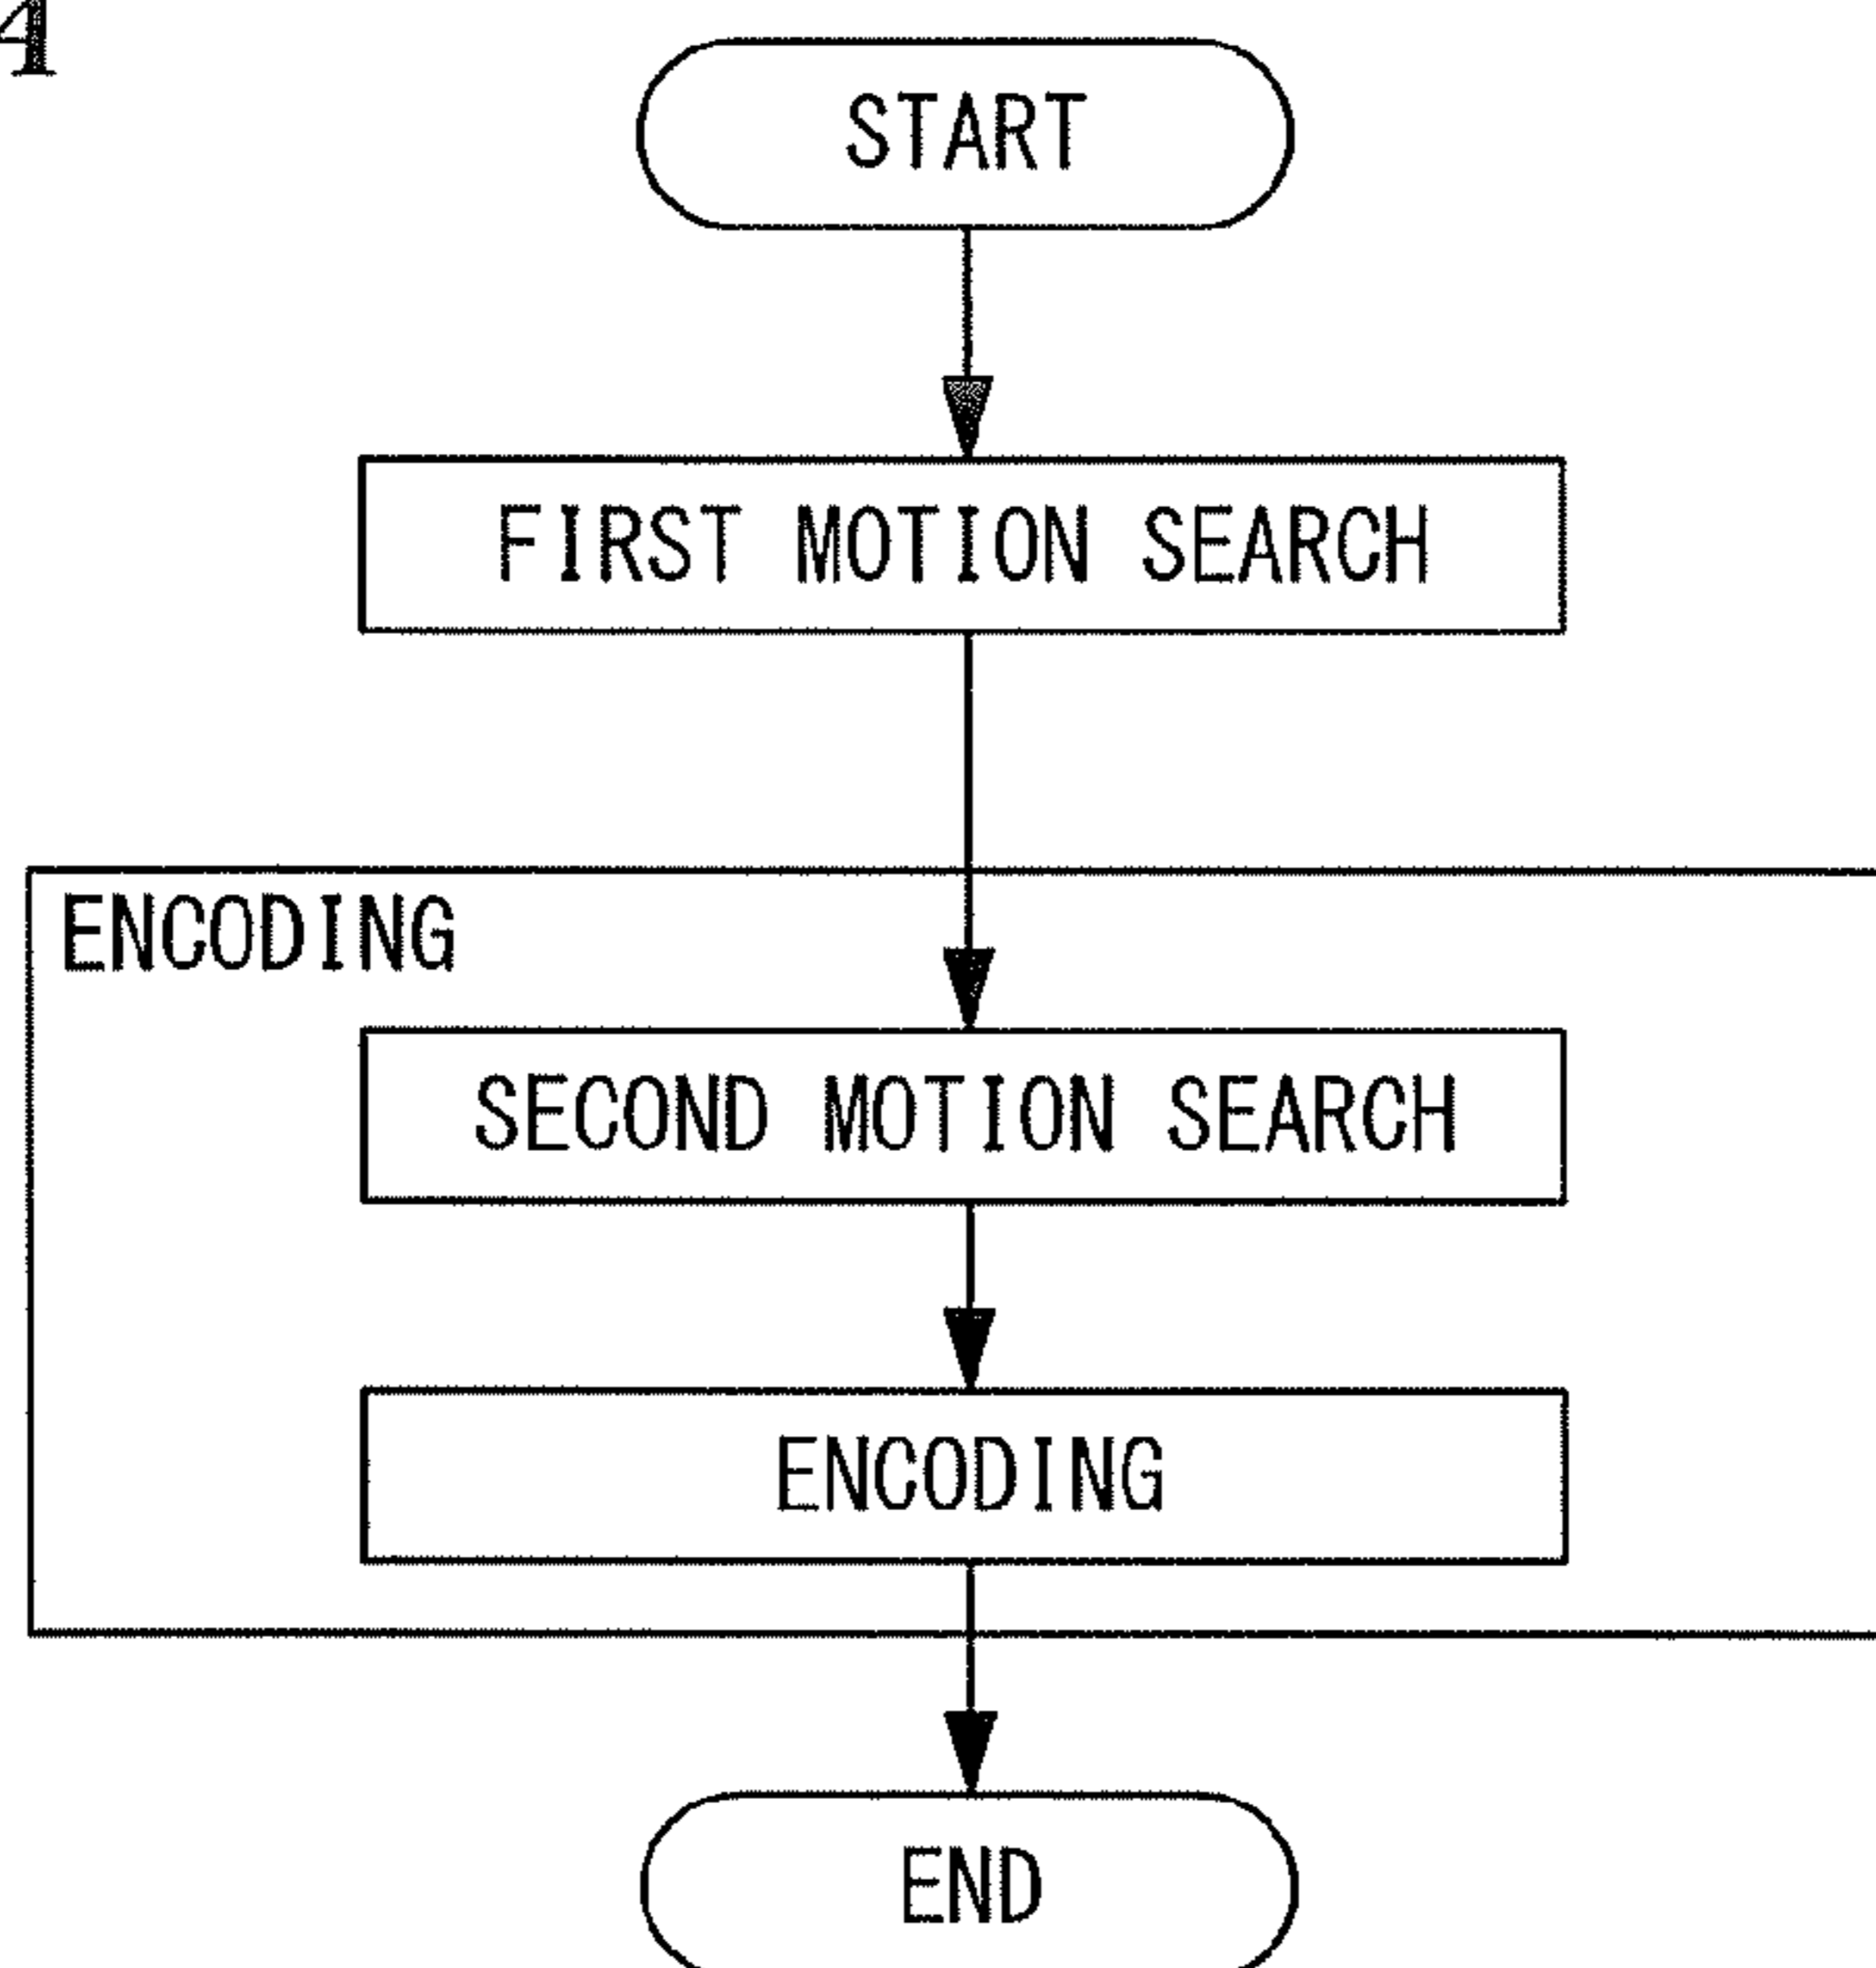 4
START
FIRST MOTION SEARCH
ENCODING
SECOND MOTION SEARCH
ENCODING
END